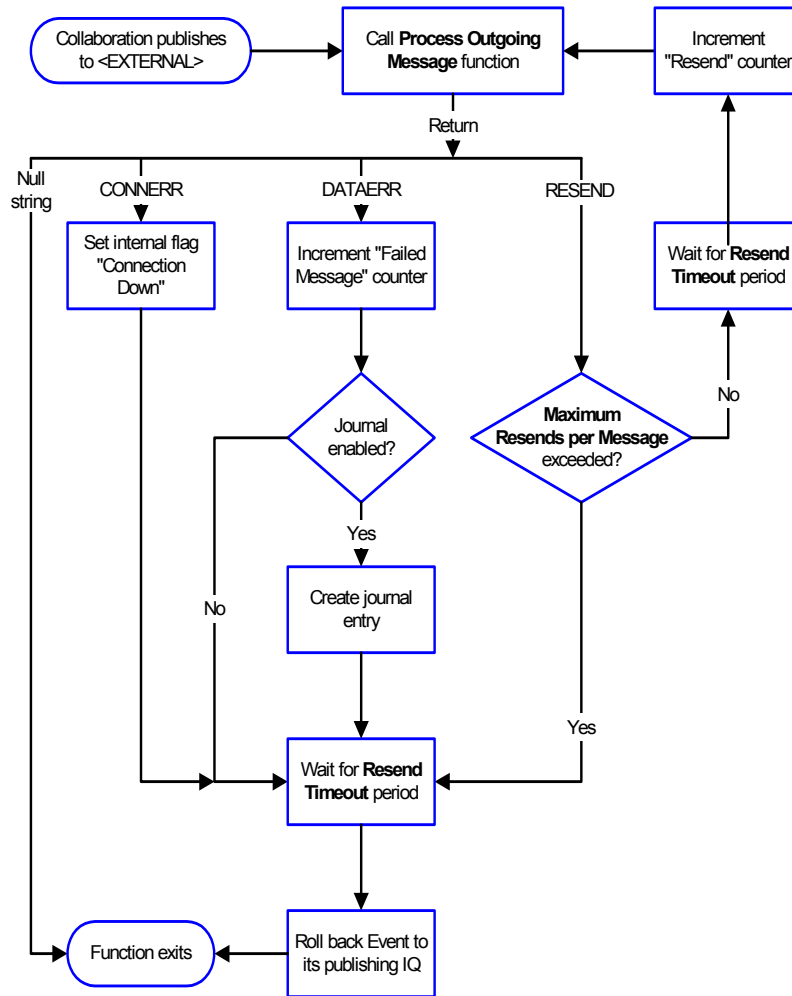 Collaboration publishes
to <EXTERNAL>
Call Process Outgoing
Message function
Increment
"Resend" counter
Return
Null
string
CONNERR
DATAERR
RESEND
Set internal flag
"Connection
Down"
Increment "Failed
Message" counter
Wait for Resend
Timeout period
No
Journal
enabled?
Maximum
Resends per Message
exceeded?
Yes
No
Create journal
entry
Yes
Wait for Resend
Timeout period
Function exits
Roll back Event to
its publishing IQ